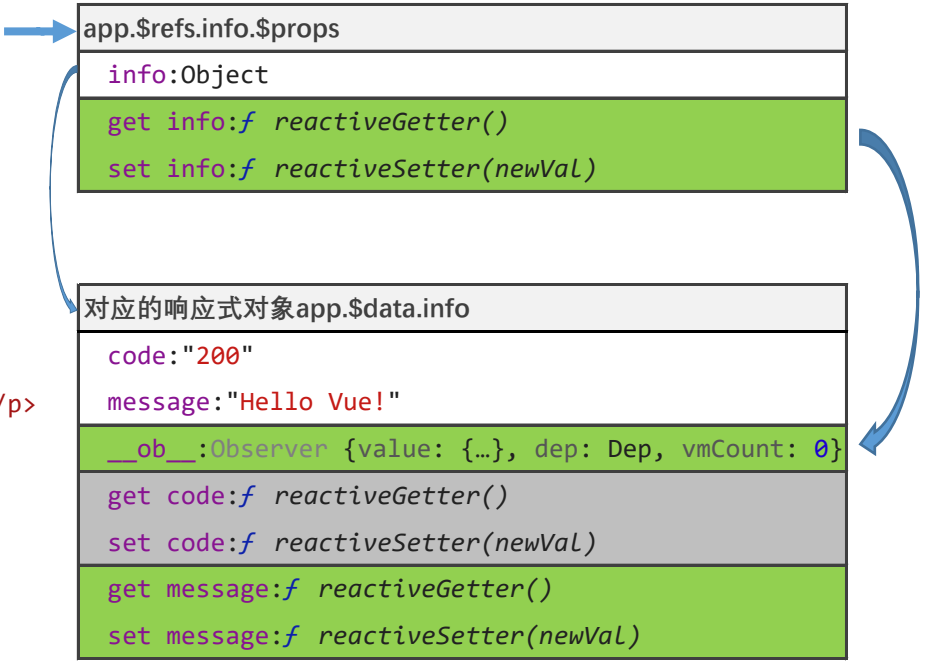 app.$refs.info.$props
info:Object
get info:ƒ reactiveGetter()
set info:ƒ reactiveSetter(newVal)
对应的响应式对象app.$data.info
code:"200"
/p>
message:"Hello Vue!"
__ob__:Observer {value: {…}, dep: Dep, vmCount: 0}
get code:ƒ reactiveGetter()
set code:ƒ reactiveSetter(newVal)
get message:ƒ reactiveGetter()
set message:ƒ reactiveSetter(newVal)